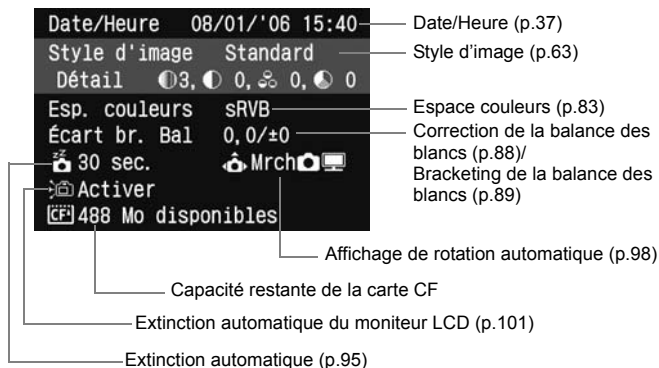 Date/Heure 08/01/'06 15:40
Style d'image Standard
Détail 3, 0, 0, 0
Esp. couleurs sRVB
Écart br. Bal 0,0/±0
30 sec. Mrch
Activer
CF 488 Mo disponibles
Date/Heure (p.37)
Style d’image (p.63)
Espace couleurs (p.83)
Correction de la balance des
blancs (p.88)/
Bracketing de la balance des
blancs (p.89)
Affichage de rotation automatique (p.98)
Capacité restante de la carte CF
Extinction automatique du moniteur LCD (p.101)
Extinction automatique (p.95)